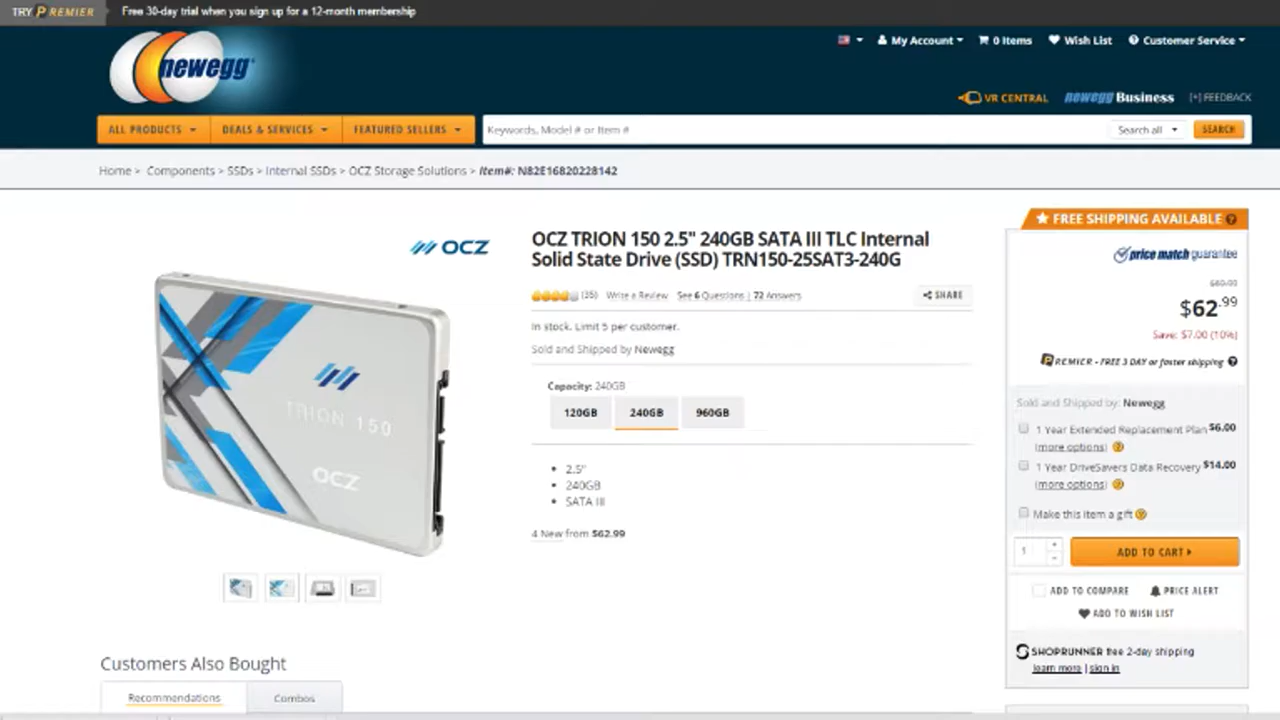 TRY PREMIER
Free 30-day trial when you sign up for a 12-month membership
newegg
My Account
0 Items
Wish List
Customer Service
VR CENTRAL
newegg Business
[+] FEEDBACK
ALL PRODUCTS
DEALS & SERVICES
FEATURED SELLERS
Keywords, Model # or Item #
Search all
SEARCH
Home > Components > SSDs > Internal SSDs > OCZ Storage Solutions > Item#: N82E16820228142
OCZ
TRION 150
OCZ
OCZ TRION 150 2.5" 240GB SATA III TLC Internal
Solid State Drive (SSD) TRN150-25SAT3-240G
(35) Write a Review See 6 Questions | 72 Answers
SHARE
In stock. Limit 5 per customer.
Sold and Shipped by Newegg
Capacity: 240GB
120GB
240GB
960GB
• 2.5"
• 240GB
• SATA III
4 New from $62.99
FREE SHIPPING AVAILABLE
price match guarantee
$69.99
$62.99
Save: $7.00 (10%)
PREMIER - FREE 3 DAY or faster shipping
Sold and Shipped by: Newegg
1 Year Extended Replacement Plan $6.00
(more options)
1 Year DriveSavers Data Recovery $14.00
(more options)
Make this item a gift
1
ADD TO CART
ADD TO COMPARE
PRICE ALERT
ADD TO WISH LIST
SHOPRUNNER free 2-day shipping
learn more | sign in
Customers Also Bought
Recommendations
Combos